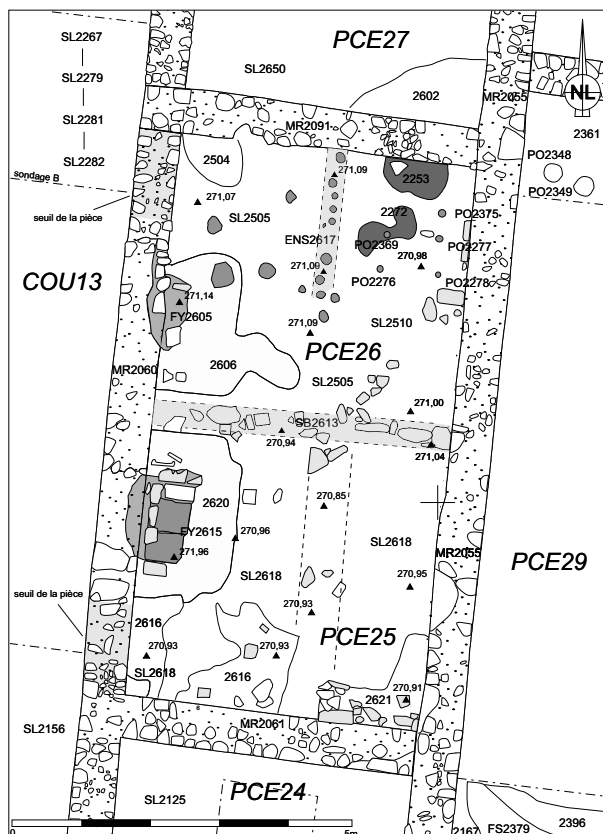 SL2267
PCE27
SL2650
SL2279
2602
MR2055
NL
SL2281
MR2091
2361
SL2282
2504
PO2348
sondage B
271,09
2253
PO2349
seuil de la pièce
271,07
SL2505
2272
PO2375
ENS2617
PO2369
PO2277
270,98
COU13
271,09
PO2276
PO2278
271,14
FY2605
271,09
SL2510
PCE26
MR2060
2606
SL2505
271,00
SB2613
270,94
271,04
2620
270,85
FY2615
270,96
SL2618
MR2055
271,96
PCE29
SL2618
270,95
seuil de la pièce
270,93
2616
PCE25
270,93
270,93
SL2618
2616
270,91
2621
SL2156
MR2061
PCE24
SL2125
0
5m
2167
FS2379
2396